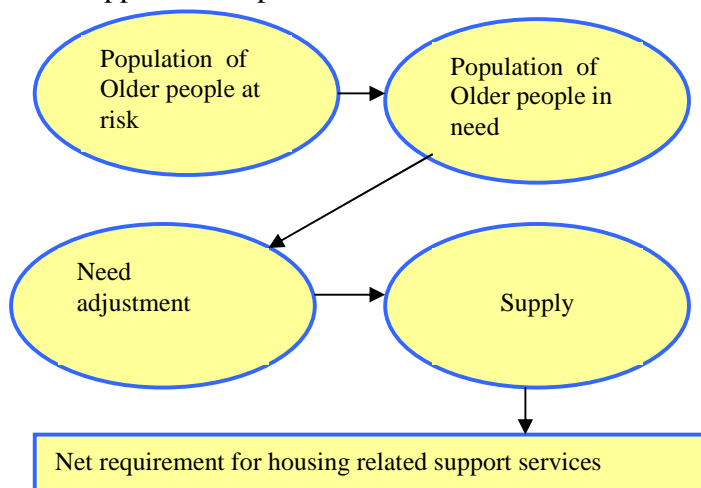 Population of
Older people at
risk
Population of
Older people in
need
Need
adjustment
Supply
Net requirement for housing related support services